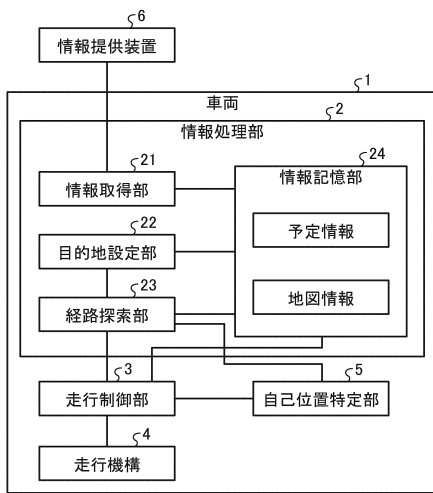 6
情報提供装置
1
車両
2
情報処理部
21
情報取得部
24
情報記憶部
22
目的地設定部
予定情報
23
経路探索部
地図情報
3
走行制御部
5
自己位置特定部
4
走行機構